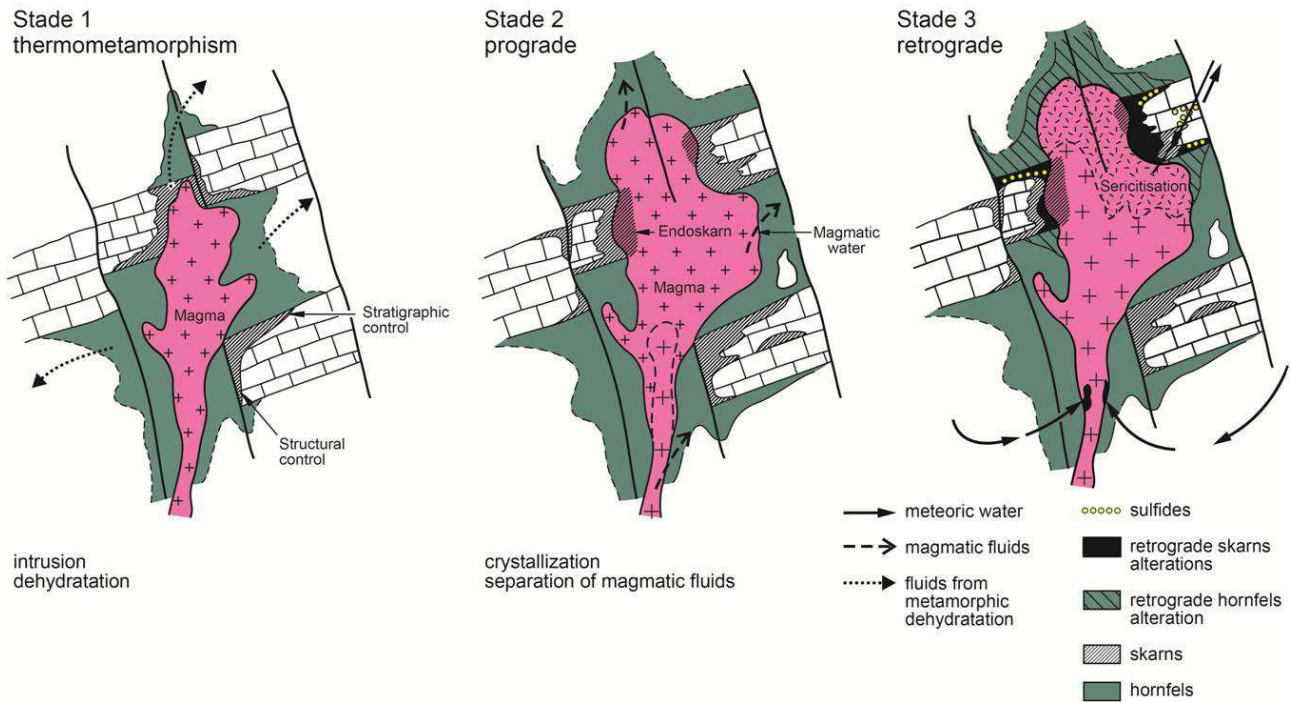 Stade 1
thermometamorphism
Magma
Stratigraphic
control
Structural
control
intrusion
dehydratation
Stade 2
prograde
Endoskarn
Magma
Magmatic
water
crystallization
separation of magmatic fluids
Stade 3
retrograde
Sericitisation
meteoric water
magmatic fluids
fluids from
metamorphic
dehydratation
sulfides
retrograde skarns
alterations
retrograde hornfels
alteration
skarns
hornfels